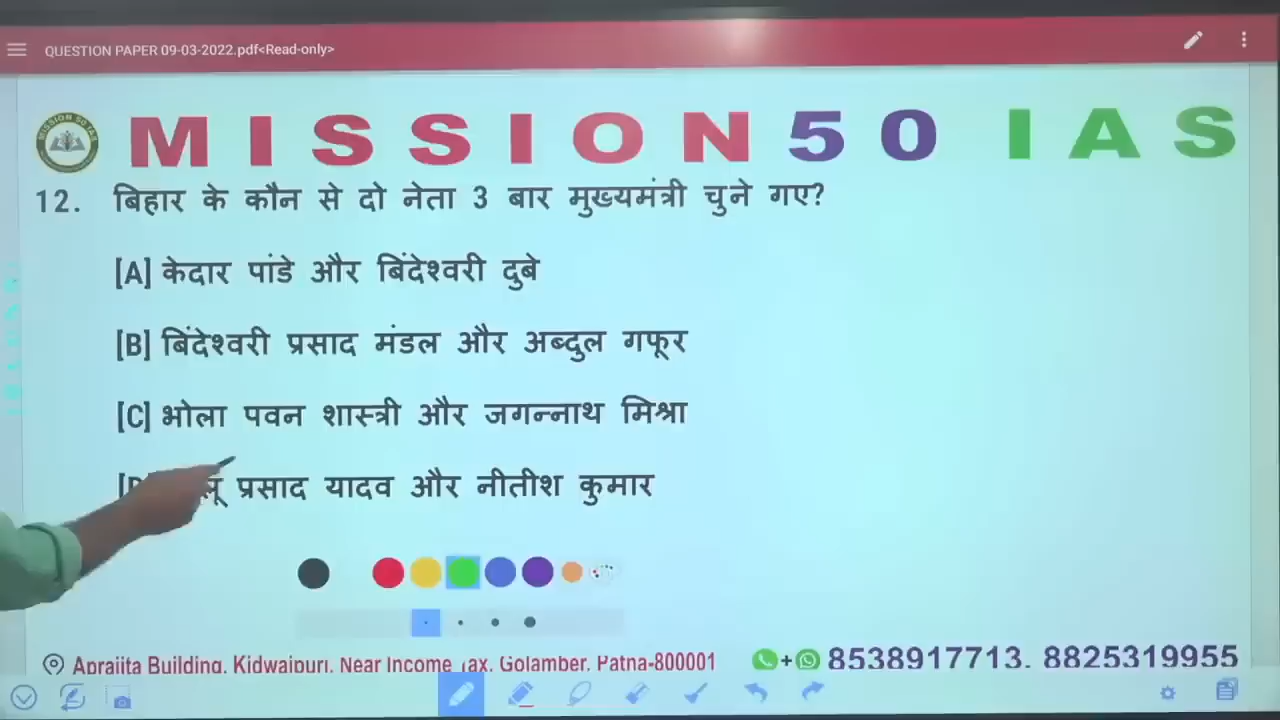 QUESTION PAPER 09-03-2022.pdf<Read-only>
MISSION 50 IAS
12. बिहार के कौन से दो नेता 3 बार मुख्यमंत्री चुने गए?
[A] केदार पांडे और बिंदेश्वरी दुबे
[B] बिंदेश्वरी प्रसाद मंडल और अब्दुल गफूर
[C] भोला पवन शास्त्री और जगन्नाथ मिश्रा
प्रसाद यादव और नीतीश कुमार
Aprajita Building, Kidwaipuri, Near Income Tax, Golamber, Patna-800001
+ 8538917713, 8825319955